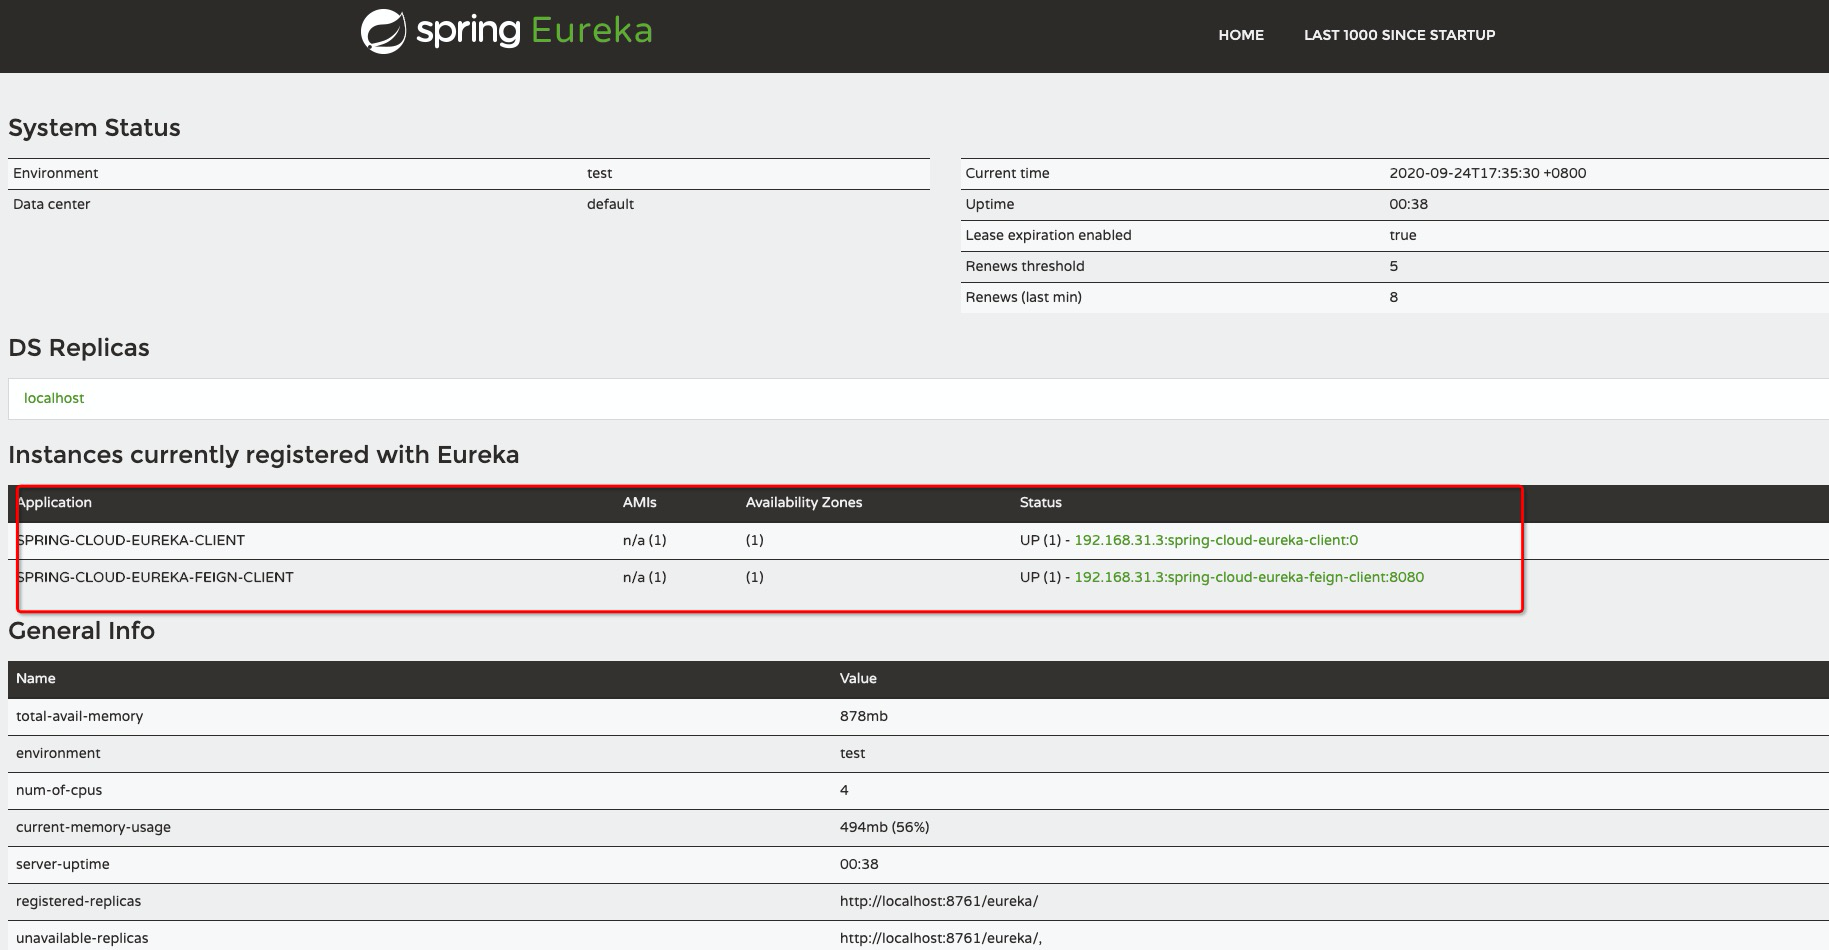 spring Eureka
HOME LAST 1000 SINCE STARTUP
System Status
Environment test
Data center default
Current time 2020-09-24T17:35:30 +0800
Uptime 00:38
Lease expiration enabled true
Renews threshold 5
Renews (last min) 8
DS Replicas
localhost
Instances currently registered with Eureka
Application AMIs Availability Zones Status
SPRING-CLOUD-EUREKA-CLIENT n/a (1) (1) UP (1) - 192.168.31.3:spring-cloud-eureka-client:0
SPRING-CLOUD-EUREKA-FEIGN-CLIENT n/a (1) (1) UP (1) - 192.168.31.3:spring-cloud-eureka-feign-client:8080
General Info
Name Value
total-avail-memory 878mb
environment test
num-of-cpus 4
current-memory-usage 494mb (56%)
server-uptime 00:38
registered-replicas http://localhost:8761/eureka/
unavailable-replicas http://localhost:8761/eureka/,